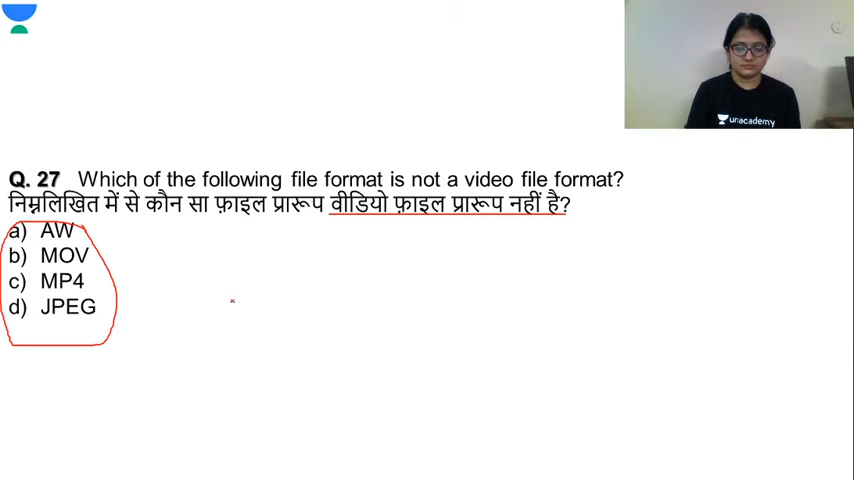 unacademy
Q. 27 Which of the following file format is not a video file format?
निम्नलिखित में से कौन सा फ़ाइल प्रारूप वीडियो फ़ाइल प्रारूप नहीं है?
a) AW
b) MOV
c) MP4
d) JPEG